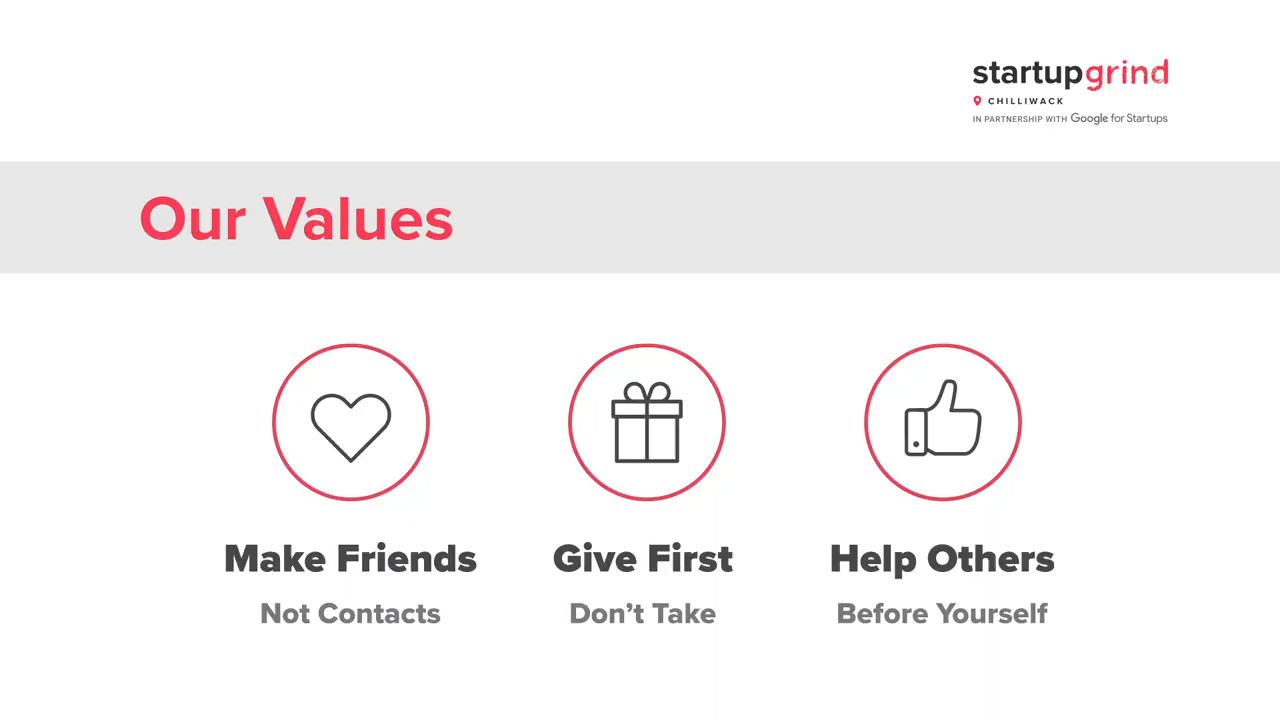 startupgrind
CHILLIWACK
IN PARTNERSHIP WITH Google for Startups
Our Values
Make Friends
Not Contacts
Give First
Don’t Take
Help Others
Before Yourself